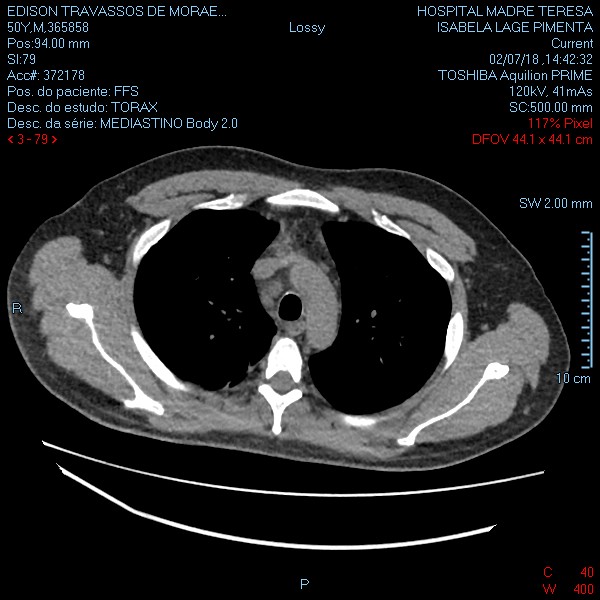 EDISON TRAVASSOS DE MORAE...
50Y,M,365858
Pos:94.00 mm
SI:79
Acc#: 372178
Pos. do paciente: FFS
Desc. do estudo: TORAX
Desc. da série: MEDIASTINO Body 2.0
< 3 - 79 >
Lossy
HOSPITAL MADRE TERESA
ISABELA LAGE PIMENTA
Current
02/07/18 ,14:42:32
TOSHIBA Aquilion PRIME
120kV, 41mAs
SC:500.00 mm
117% Pixel
DFOV 44.1 x 44.1 cm
SW 2.00 mm
R
10 cm
P
C 40
W 400